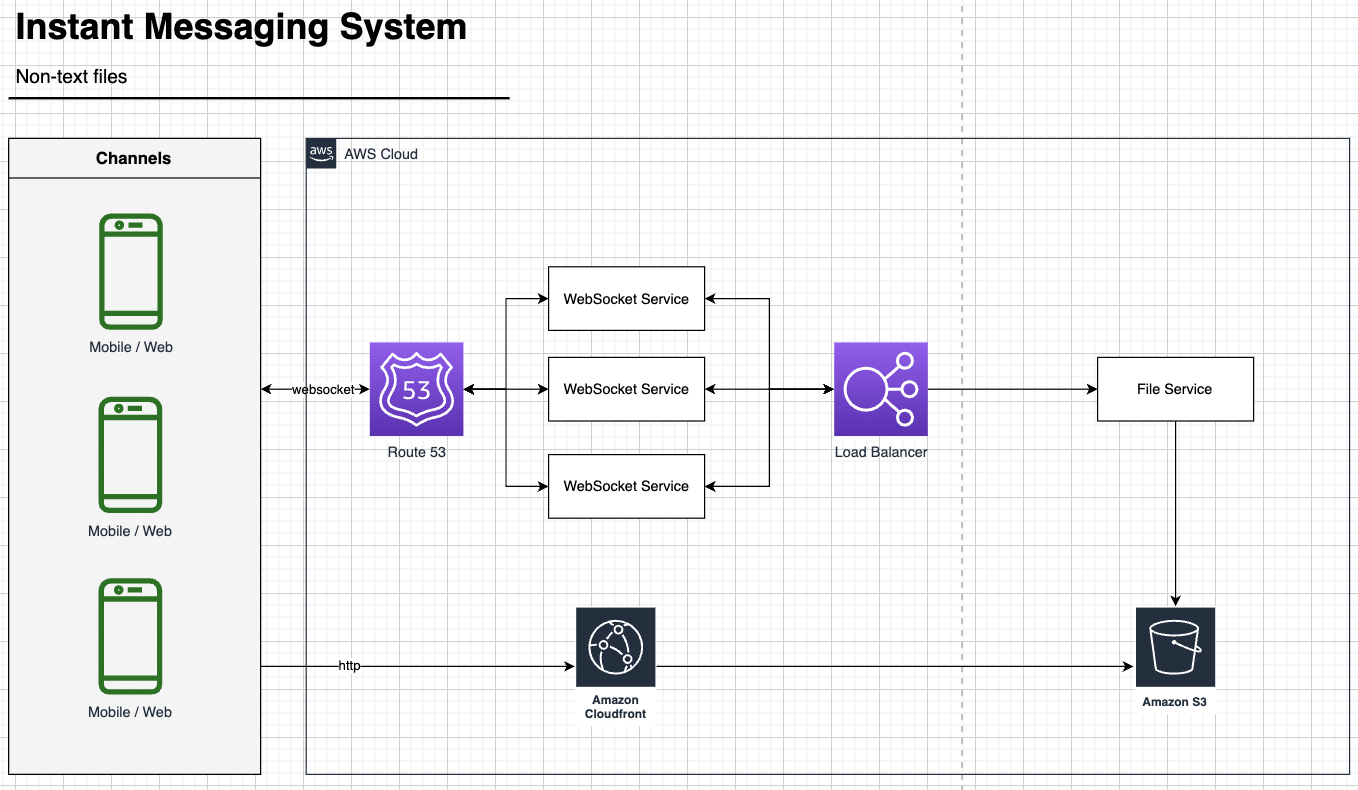 Instant Messaging System
Non-text files
Channels
aws
AWS Cloud
Mobile / Web
WebSocket Service
websocket
53
WebSocket Service
File Service
Route 53
Load Balancer
WebSocket Service
Mobile / Web
http
Amazon
Cloudfront
Amazon S3
Mobile / Web